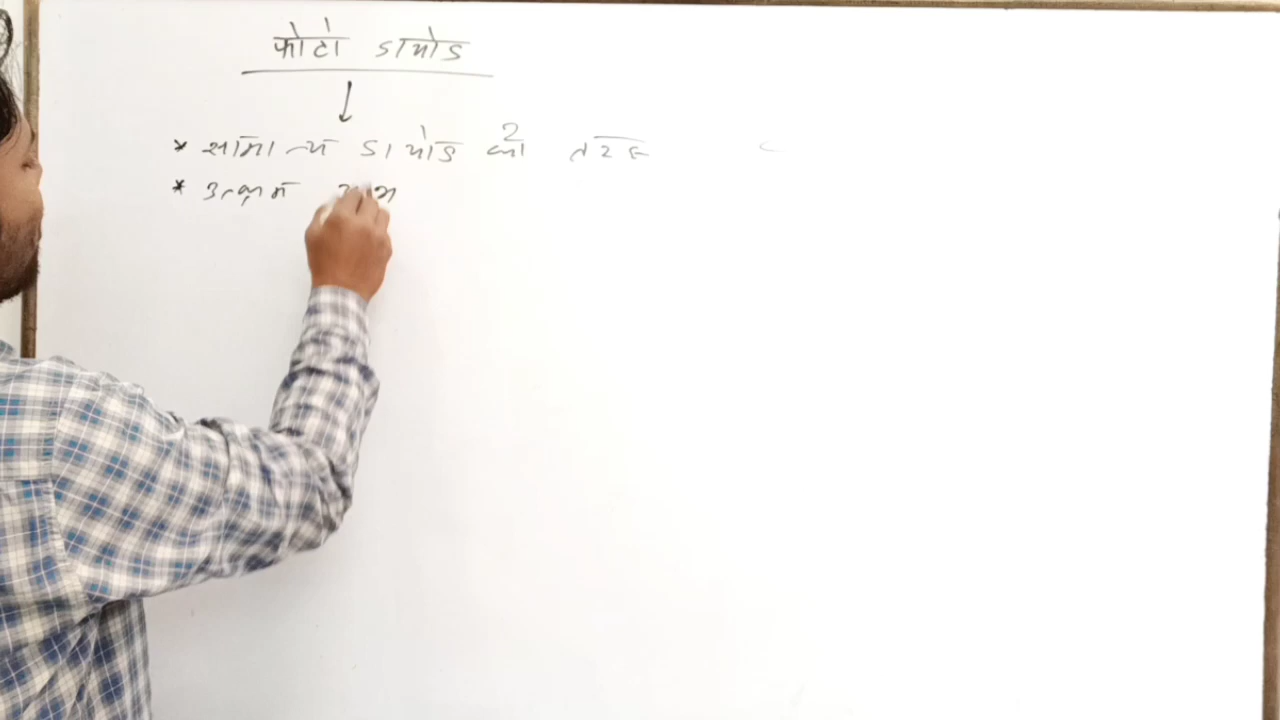 फोटो डायोड
* सामान्य डायोड की तरह
* उत्क्रम